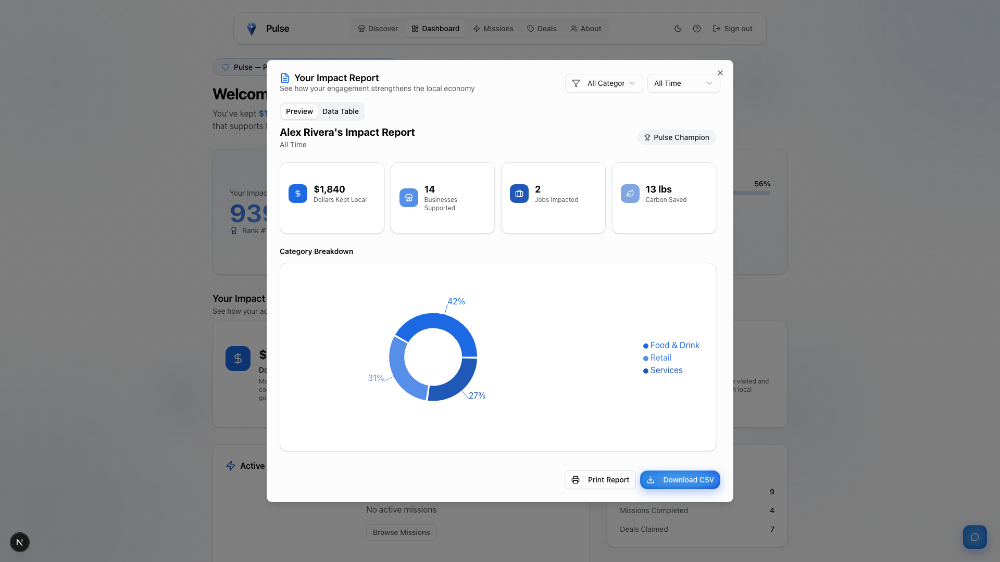 Pulse
Discover
Dashboard
Missions
Deals
About
Sign out
Pulse —
Welcom
You've kept $1
that supports
Your Impac
939
Rank #
56%
Your Impact Report
See how your engagement strengthens the local economy
All Categor
All Time
Preview
Data Table
Alex Rivera's Impact Report
All Time
Pulse Champion
$1,840
Dollars Kept Local
14
Businesses
Supported
2
Jobs Impacted
13 lbs
Carbon Saved
Category Breakdown
42%
31%
27%
Food & Drink
Retail
Services
Print Report
Download CSV
Your Impact
See how your ac
$
Do
Mo
co
go
e visited and
local
Active
No active missions
Browse Missions
9
Missions Completed
4
Deals Claimed
7
N